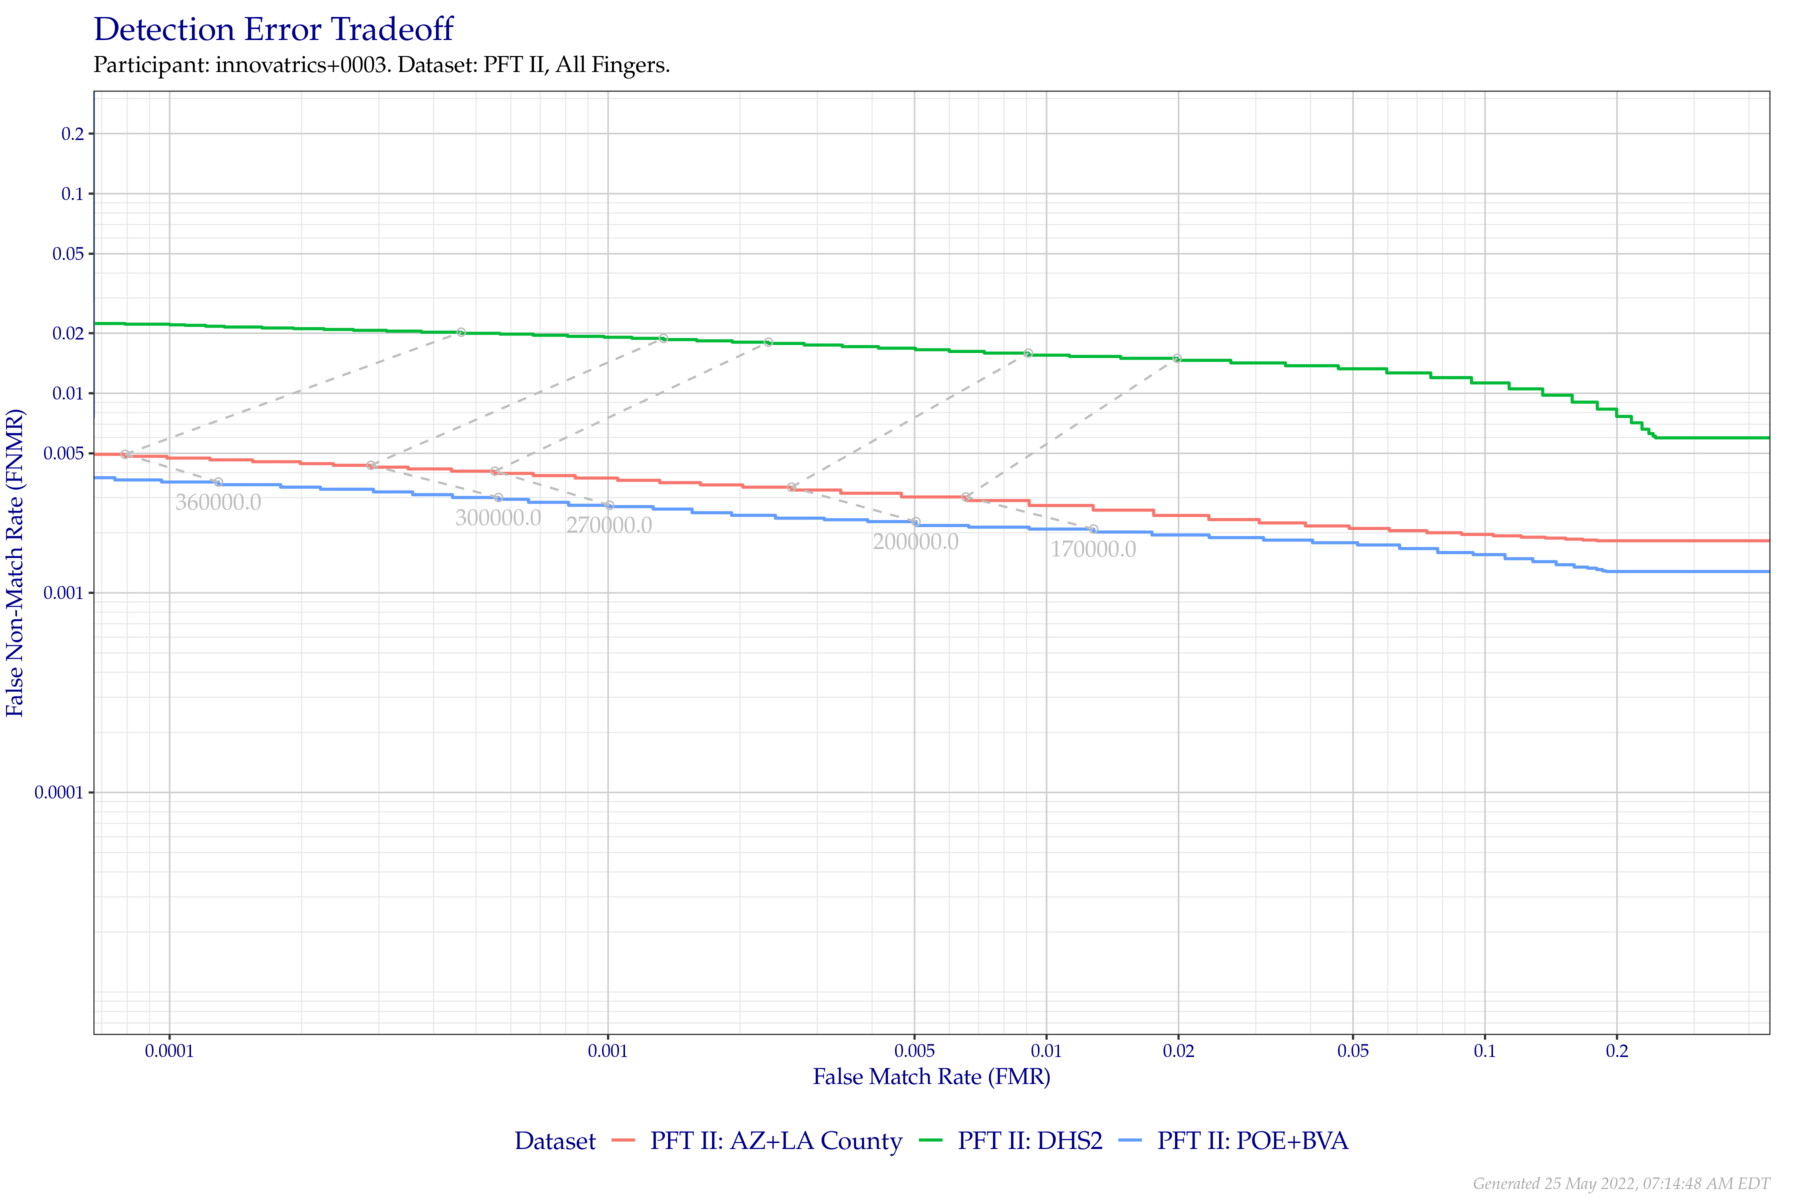 Detection Error Tradeoff
Participant: innovatrics+0003. Dataset: PFT II, All Fingers.
False Non-Match Rate (FNMR)
0.2
0.1
0.05
0.02
0.01
0.005
0.001
0.0001
360000.0
300000.0
270000.0
200000.0
170000.0
0.0001 0.001 0.005 0.01 0.02 0.05 0.1 0.2
False Match Rate (FMR)
Dataset PFT II: AZ+LA County PFT II: DHS2 PFT II: POE+BVA
Generated 25 May 2022, 07:14:48 AM EDT